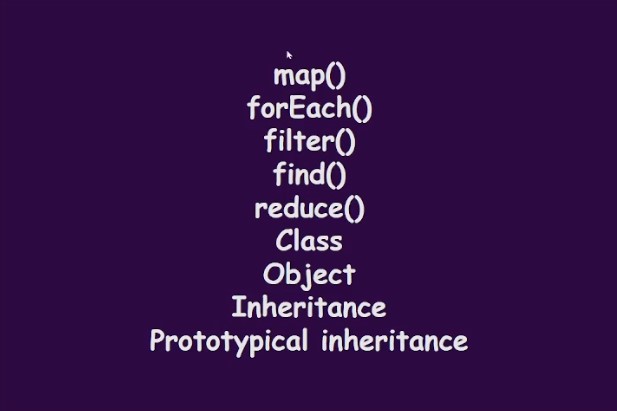 map()
forEach()
filter()
find()
reduce()
Class
Object
Inheritance
Prototypical inheritance